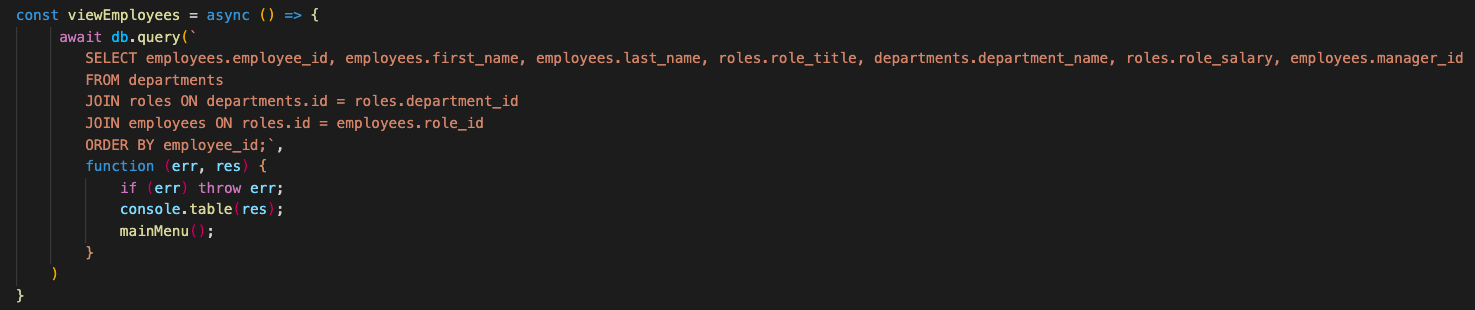 const viewEmployees = async () => {
    await db.query(`
        SELECT employees.employee_id, employees.first_name, employees.last_name, roles.role_title, departments.department_name, roles.role_salary, employees.manager_id
        FROM departments
        JOIN roles ON departments.id = roles.department_id
        JOIN employees ON roles.id = employees.role_id
        ORDER BY employee_id;`,
        function (err, res) {
            if (err) throw err;
            console.table(res);
            mainMenu();
        }
    )
}